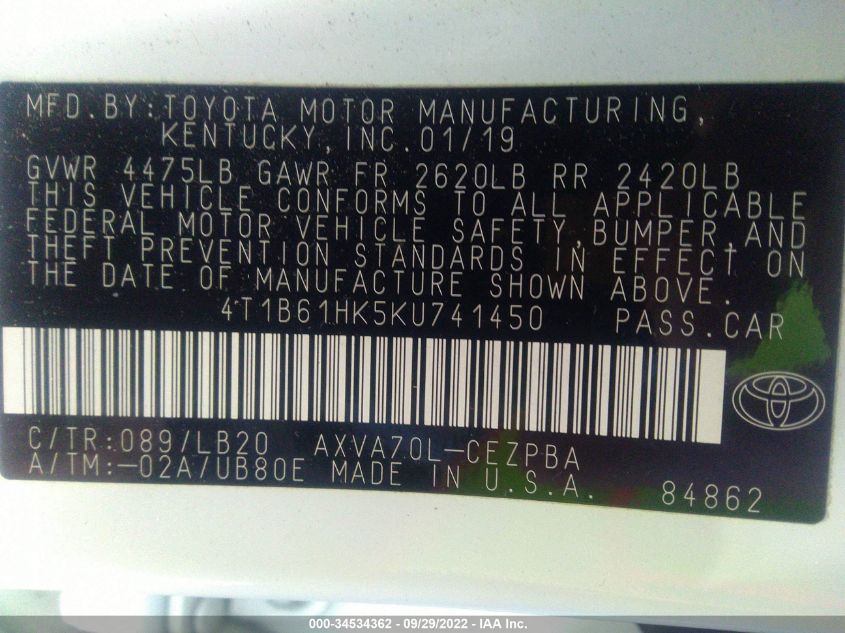 MFD.BY:TOYOTA MOTOR MANUFACTURING,
KENTUCKY,INC.01/19
GVWR 4475LB GAWR FR 2620LB RR 2420LB
THIS VEHICLE CONFORMS TO ALL APPLICABLE
FEDERAL MOTOR VEHICLE SAFETY,BUMPER,AND
THEFT PREVENTION STANDARDS IN EFFECT ON
THE DATE OF MANUFACTURE SHOWN ABOVE.
4T1B61HK5KU741450 PASS.CAR
C/TR:089/LB20 AXVA70L-CEZPBA
A/TM:-02A/UB80E MADE IN U.S.A. 84862
000-34534362 - 09/29/2022 - IAA Inc.